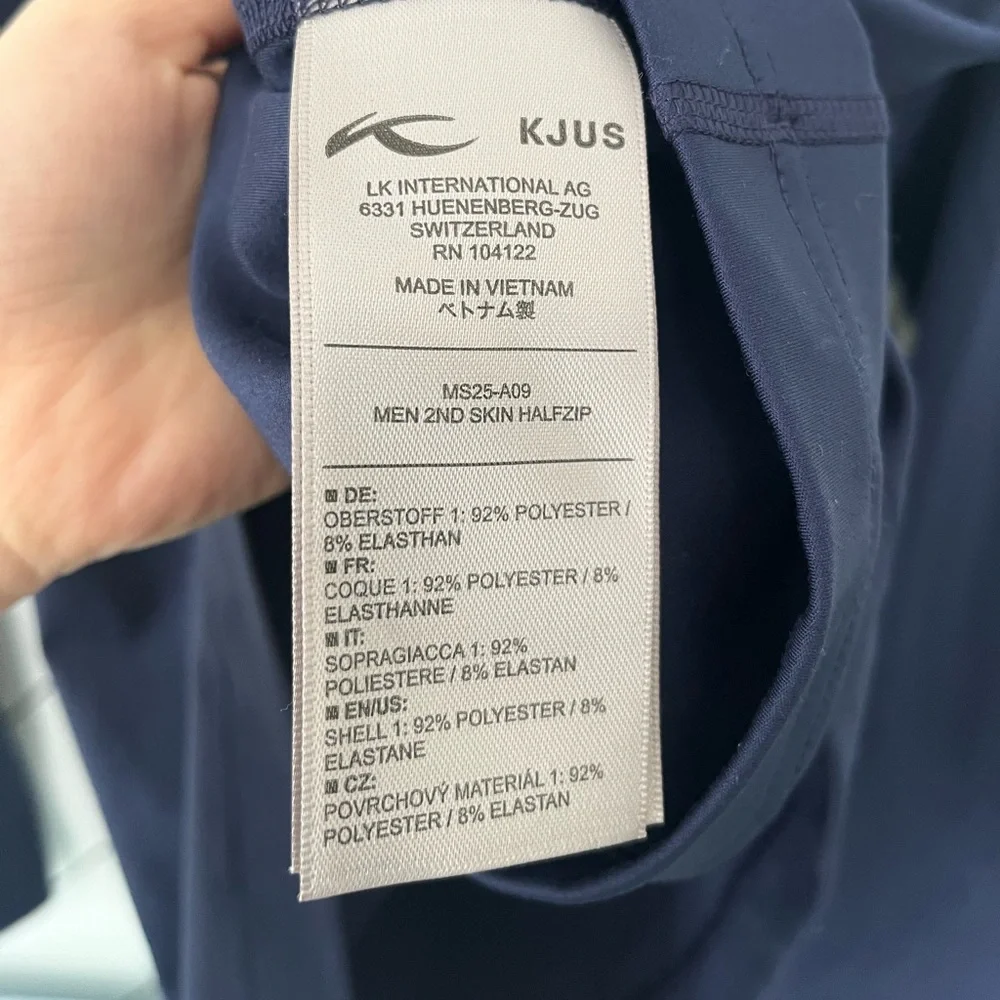 KJUS
LK INTERNATIONAL AG
6331 HUENENBERG-ZUG
SWITZERLAND
RN 104122
MADE IN VIETNAM
ベトナム製
MS25-A09
MEN 2ND SKIN HALFZIP
DE:
OBERSTOFF 1: 92% POLYESTER /
8% ELASTHAN
FR:
COQUE 1: 92% POLYESTER / 8%
ELASTHANNE
IT:
SOPRAGIACCA 1: 92%
POLIESTERE / 8% ELASTAN
EN/US:
SHELL 1: 92% POLYESTER / 8%
ELASTANE
CZ:
POVRCHOVÝ MATERIÁL 1: 92%
POLYESTER / 8% ELASTAN